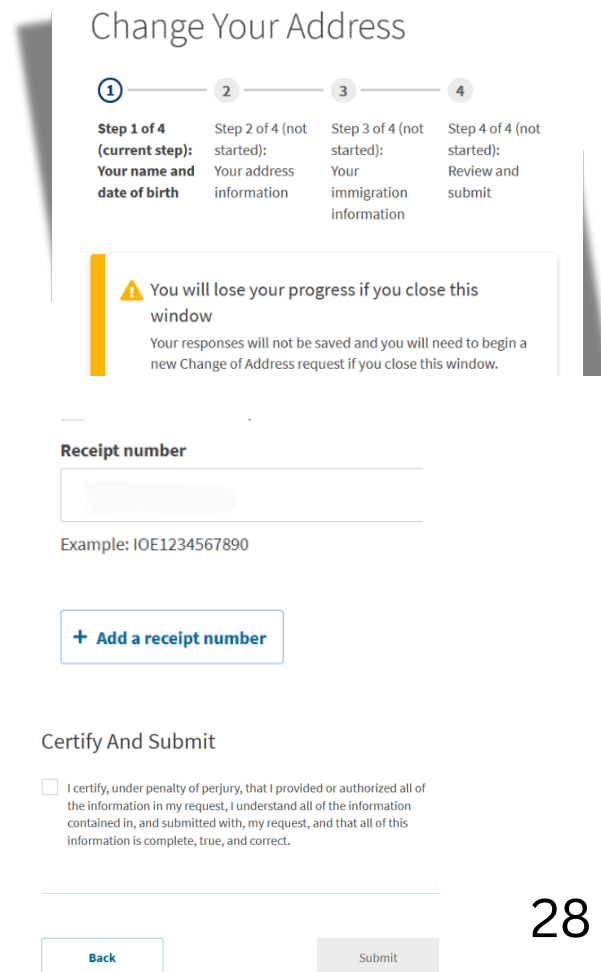 Change Your Address
1 2 3 4
Step 1 of 4 (current step): Your name and date of birth
Step 2 of 4 (not started): Your address information
Step 3 of 4 (not started): Your immigration information
Step 4 of 4 (not started): Review and submit
You will lose your progress if you close this
window
Your responses will not be saved and you will need to begin a
new Change of Address request if you close this window.
Receipt number
Example: IOE1234567890
+ Add a receipt number
Certify And Submit
I certify, under penalty of perjury, that I provided or authorized all of
the information in my request, I understand all of the information
contained in, and submitted with, my request, and that all of this
information is complete, true, and correct.
28
Back
Submit